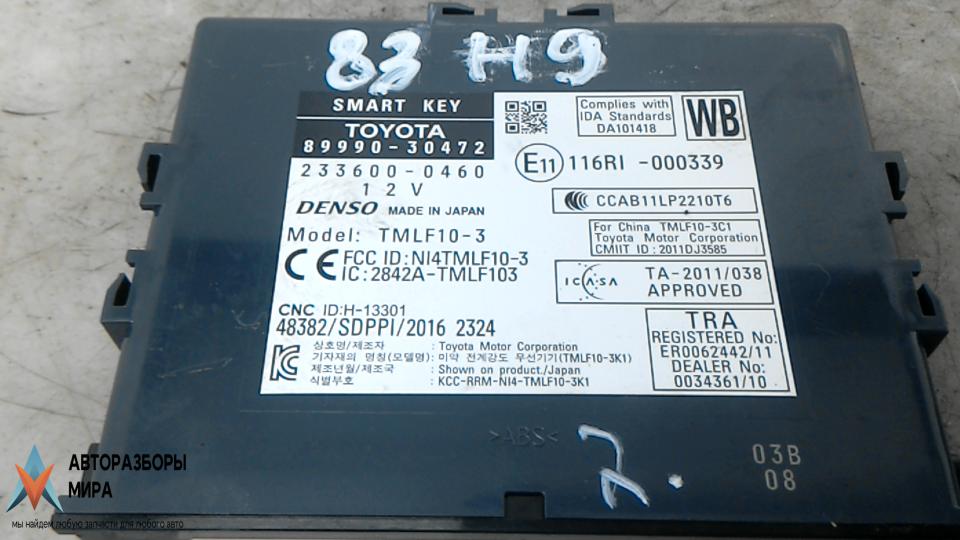 83 H9
SMART KEY
TOYOTA
89990-30472
233600-0460
12V
DENSO MADE IN JAPAN
Model: TMLF10-3
CE FCC ID:NI4TMLF10-3
IC:2842A-TMLF103
CNC ID:H-13301
48382/SDPPI/2016 2324
상호명/제조자 : Toyota Motor Corporation
기자재의 명칭(모델명): 미약 전계강도 무선기기(TMLF10-3K1)
제조년월/제조국 : Shown on product./Japan
식별부호 : KCC-RRM-NI4-TMLF10-3K1
Complies with
IDA Standards
DA101418
WB
E11 116RI -000339
CCAB11LP2210T6
For China TMLF10-3C1
Toyota Motor Corporation
CMIIT ID:2011DJ3585
ICASA
TA-2011/038
APPROVED
TRA
REGISTERED No:
ER0062442/11
DEALER No:
0034361/10
>ABS<
03B
08
АВТОРАЗБОРЫ
МИРА
мы найдем любую запчасти для любого авто